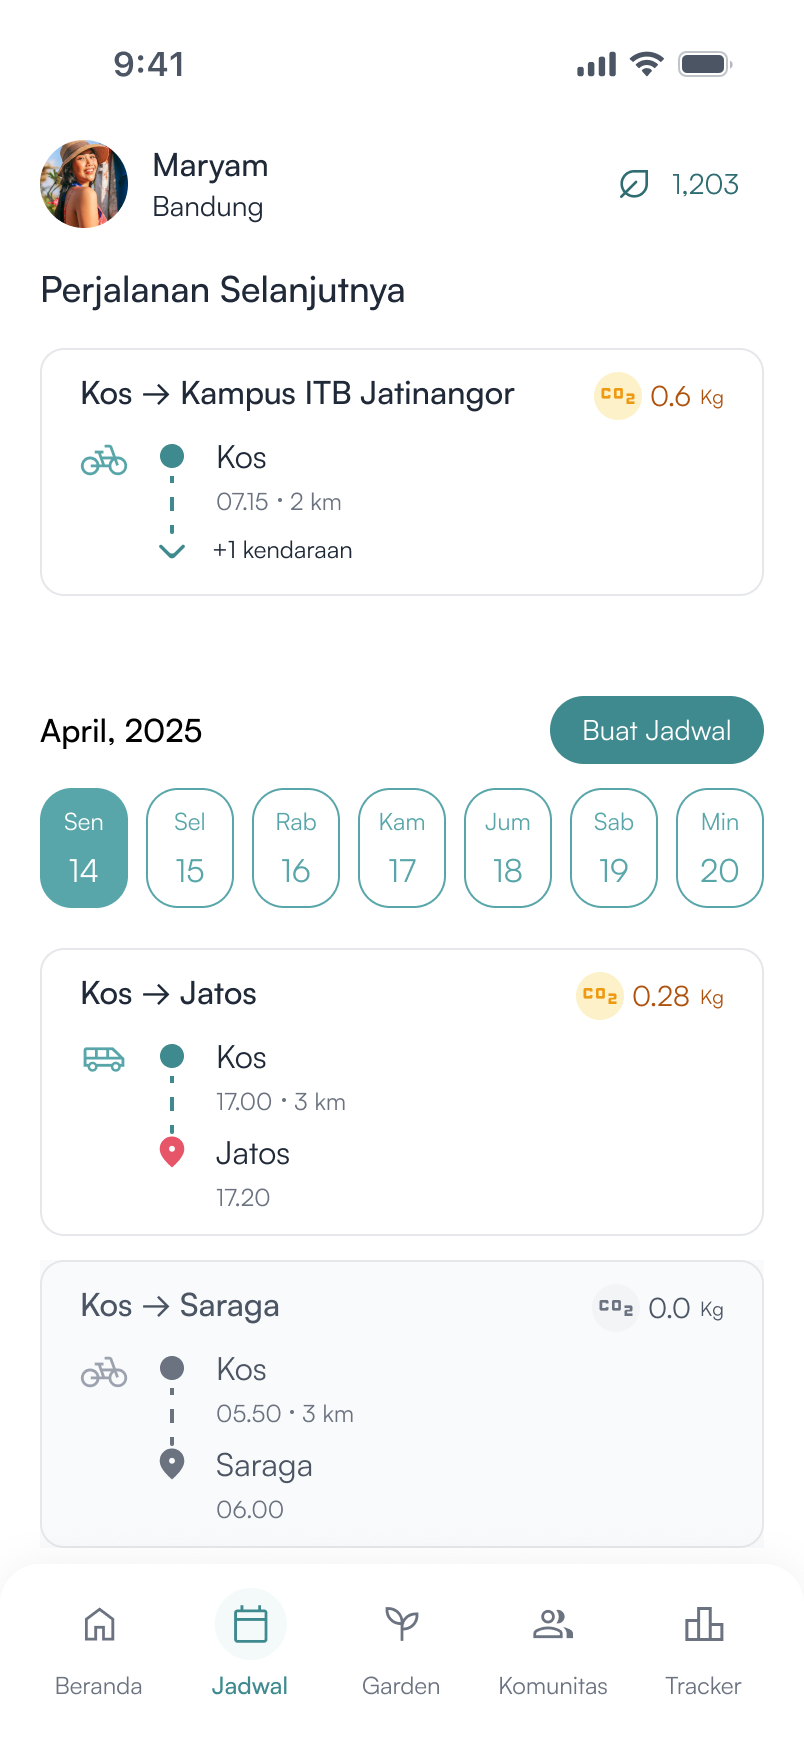 9:41
Maryam
Bandung
1,203
Perjalanan Selanjutnya
Kos → Kampus ITB Jatinangor
CO2 0.6 Kg
Kos
07.15 • 2 km
+1 kendaraan
April, 2025
Buat Jadwal
Sen Sel Rab Kam Jum Sab Min
14 15 16 17 18 19 20
Kos → Jatos
CO2 0.28 Kg
Kos
17.00 • 3 km
Jatos
17.20
Kos → Saraga
CO2 0.0 Kg
Kos
05.50 • 3 km
Saraga
06.00
Beranda Jadwal Garden Komunitas Tracker